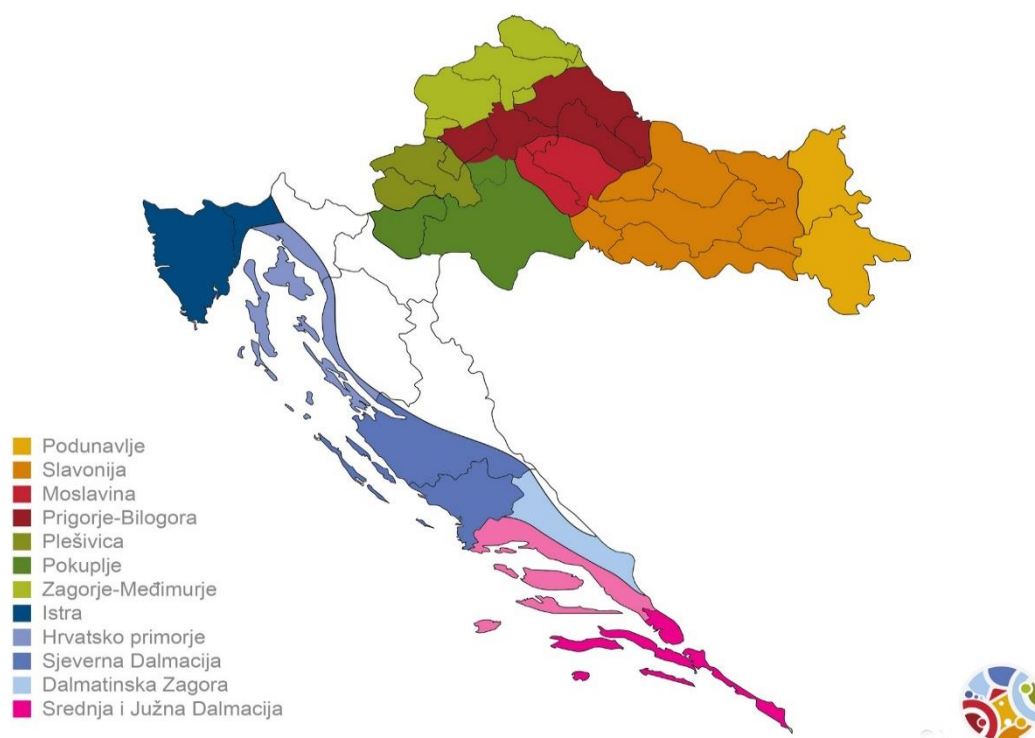 Podunavlje
Slavonija
Moslavina
Prigorje-Bilogora
Plešivica
Pokuplje
Zagorje-Međimurje
Istra
Hrvatsko primorje
Sjeverna Dalmacija
Dalmatinska Zagora
Srednja i Južna Dalmacija